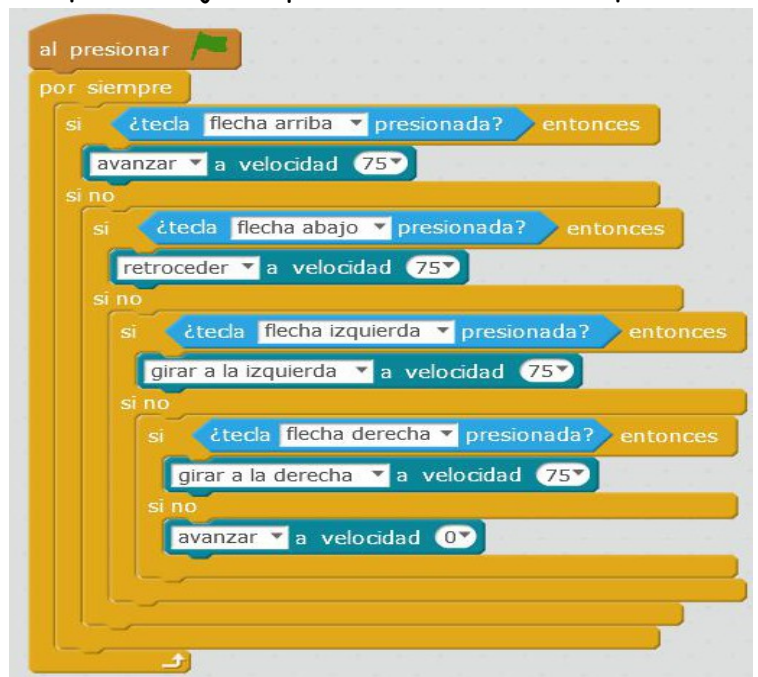 al presionar
por siempre
si ¿tecla flecha arriba presionada? entonces
avanzar a velocidad 75
si no
si ¿tecla flecha abajo presionada? entonces
retroceder a velocidad 75
si no
si ¿tecla flecha izquierda presionada? entonces
girar a la izquierda a velocidad 75
si no
si ¿tecla flecha derecha presionada? entonces
girar a la derecha a velocidad 75
si no
avanzar a velocidad 0